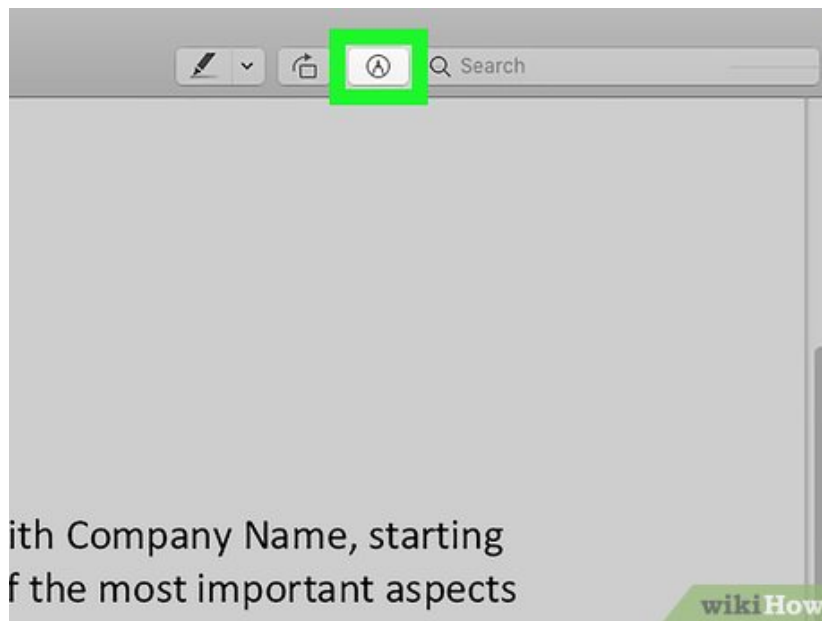 Search
ith Company Name, starting
f the most important aspects
wikiHow